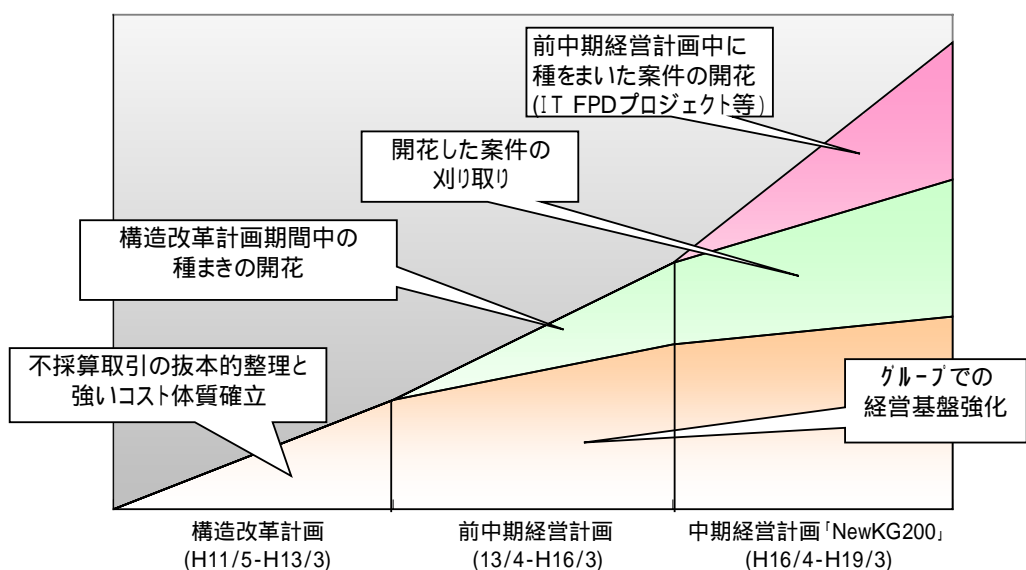 前中期経営計画中に
種をまいた案件の開花
(IT FPDプロジェクト等)
開花した案件の
刈り取り
構造改革計画期間中の
種まきの開花
不採算取引の抜本的整理と
強いコスト体質確立
グループでの
経営基盤強化
構造改革計画
(H11/5-H13/3)
前中期経営計画
(13/4-H16/3)
中期経営計画「NewKG200」
(H16/4-H19/3)